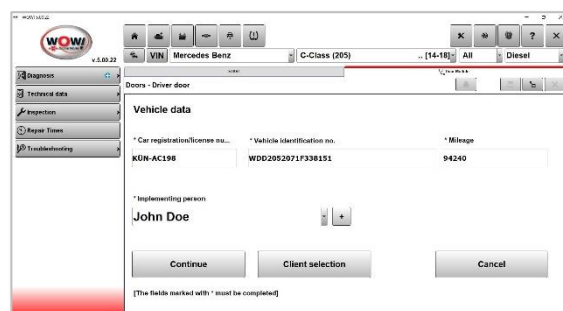 WOW!
v.5.00.22
VIN Mercedes Benz C-Class (205) .. [14-18] All Diesel
Diagnosis
Technical data
Inspection
Repair Times
Troubleshooting
Doors - Driver door
Vehicle data
* Car registration/license nu... * Vehicle identification no. * Mileage
KÜN-AC198 WDD2052071F338151 94240
* Implementing person
John Doe +
Continue Client selection Cancel
[The fields marked with * must be completed]